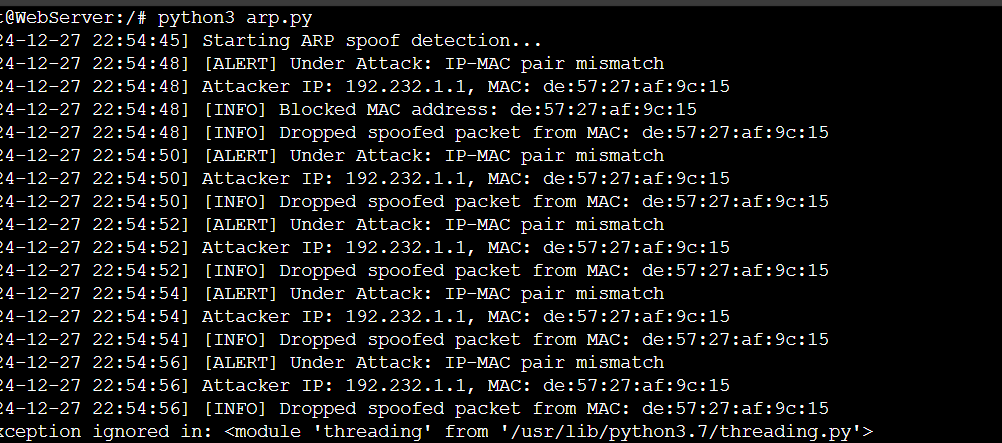 t@WebServer:/# python3 arp.py
24-12-27 22:54:45] Starting ARP spoof detection...
24-12-27 22:54:48] [ALERT] Under Attack: IP-MAC pair mismatch
24-12-27 22:54:48] Attacker IP: 192.232.1.1, MAC: de:57:27:af:9c:15
24-12-27 22:54:48] [INFO] Blocked MAC address: de:57:27:af:9c:15
24-12-27 22:54:48] [INFO] Dropped spoofed packet from MAC: de:57:27:af:9c:15
24-12-27 22:54:50] [ALERT] Under Attack: IP-MAC pair mismatch
24-12-27 22:54:50] Attacker IP: 192.232.1.1, MAC: de:57:27:af:9c:15
24-12-27 22:54:50] [INFO] Dropped spoofed packet from MAC: de:57:27:af:9c:15
24-12-27 22:54:52] [ALERT] Under Attack: IP-MAC pair mismatch
24-12-27 22:54:52] Attacker IP: 192.232.1.1, MAC: de:57:27:af:9c:15
24-12-27 22:54:52] [INFO] Dropped spoofed packet from MAC: de:57:27:af:9c:15
24-12-27 22:54:54] [ALERT] Under Attack: IP-MAC pair mismatch
24-12-27 22:54:54] Attacker IP: 192.232.1.1, MAC: de:57:27:af:9c:15
24-12-27 22:54:54] [INFO] Dropped spoofed packet from MAC: de:57:27:af:9c:15
24-12-27 22:54:56] [ALERT] Under Attack: IP-MAC pair mismatch
24-12-27 22:54:56] Attacker IP: 192.232.1.1, MAC: de:57:27:af:9c:15
24-12-27 22:54:56] [INFO] Dropped spoofed packet from MAC: de:57:27:af:9c:15
xception ignored in: <module 'threading' from '/usr/lib/python3.7/threading.py'>